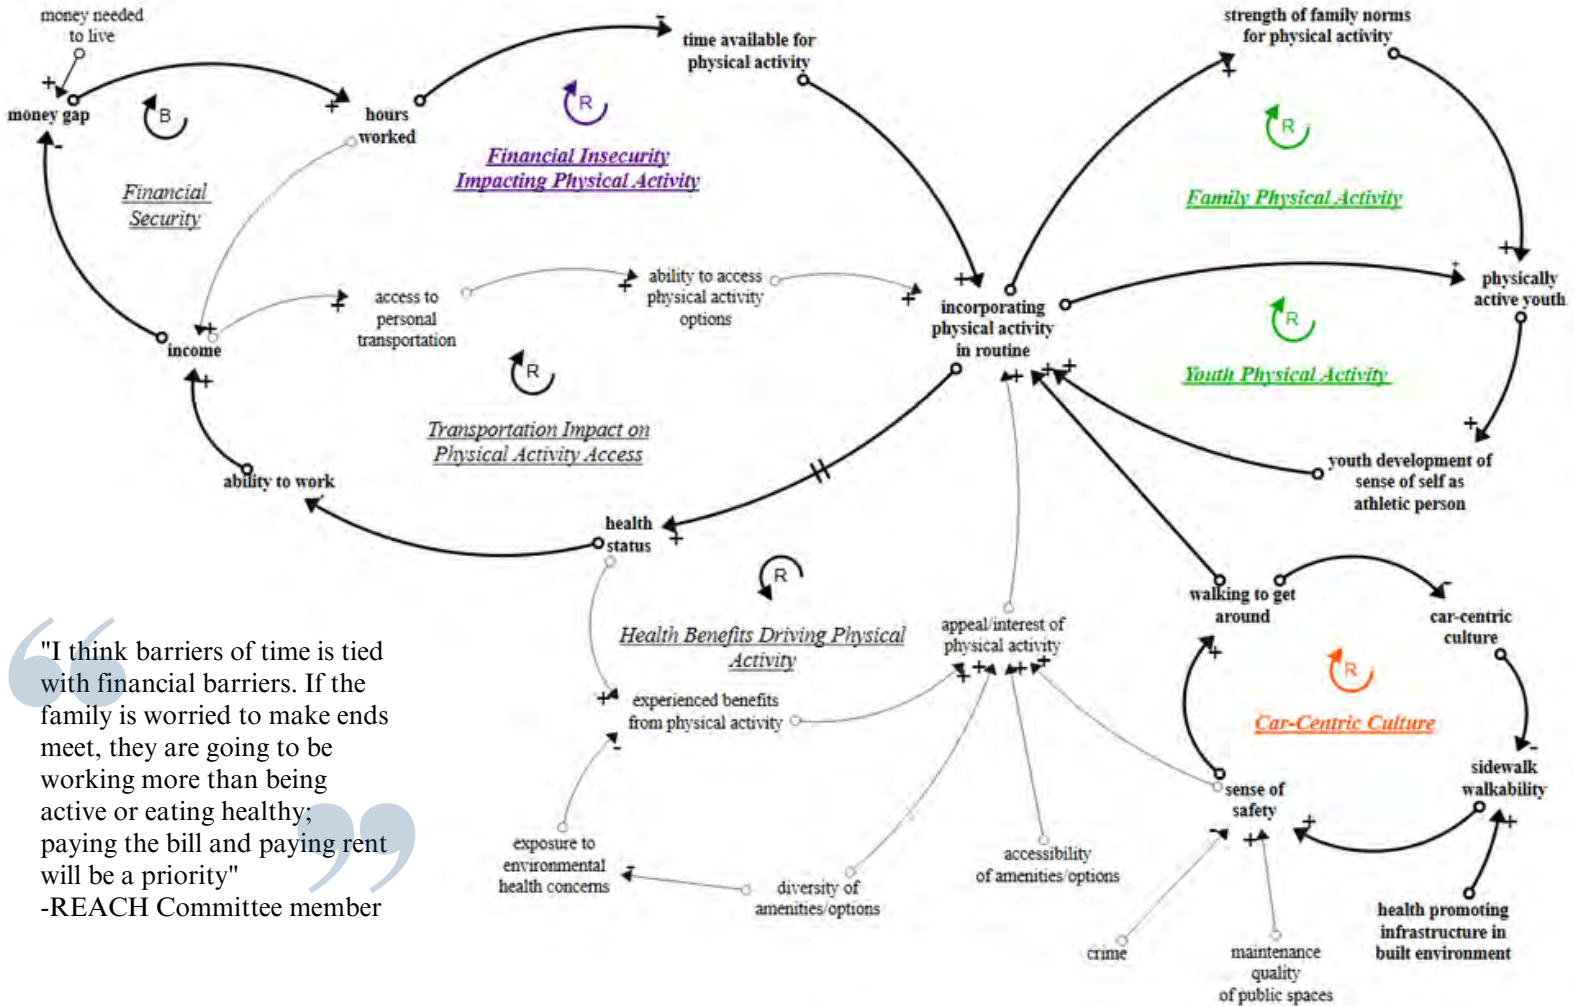 money needed
to live
+
money gap
-
B
+
hours
worked
-
time available for
physical activity
R
Financial Insecurity
Impacting Physical Activity
Financial
Security
strength of family norms
for physical activity
+
R
Family Physical Activity
+
physically
active youth
+
access to
personal
transportation
+
ability to access
physical activity
options
+
+
incorporating
physical activity
in routine
+
+
+
+
R
Youth Physical Activity
+
income
+
+
R
Transportation Impact on
Physical Activity Access
ability to work
+
youth development of
sense of self as
athletic person
health
status
+
R
Health Benefits Driving Physical
Activity
appeal/interest of
physical activity
+
+
+
+
walking to get
around
+
-
car-centric
culture
R
Car-Centric Culture
-
sidewalk
walkability
+
+
experienced benefits
from physical activity
-
sense of
safety
-
+
+
exposure to
environmental
health concerns
-
diversity of
amenities/options
accessibility
of amenities/options
crime
maintenance
quality
of public spaces
health promoting
infrastructure in
built environment
"I think barriers of time is tied
with financial barriers. If the
family is worried to make ends
meet, they are going to be
working more than being
active or eating healthy;
paying the bill and paying rent
will be a priority"
-REACH Committee member